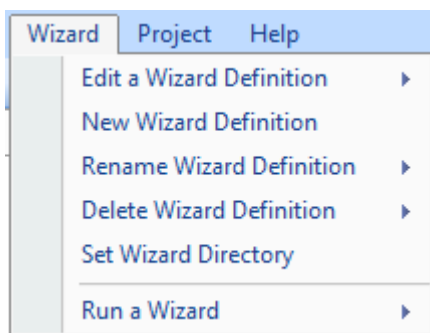 Wizard Project Help
Edit a Wizard Definition
New Wizard Definition
Rename Wizard Definition
Delete Wizard Definition
Set Wizard Directory
Run a Wizard